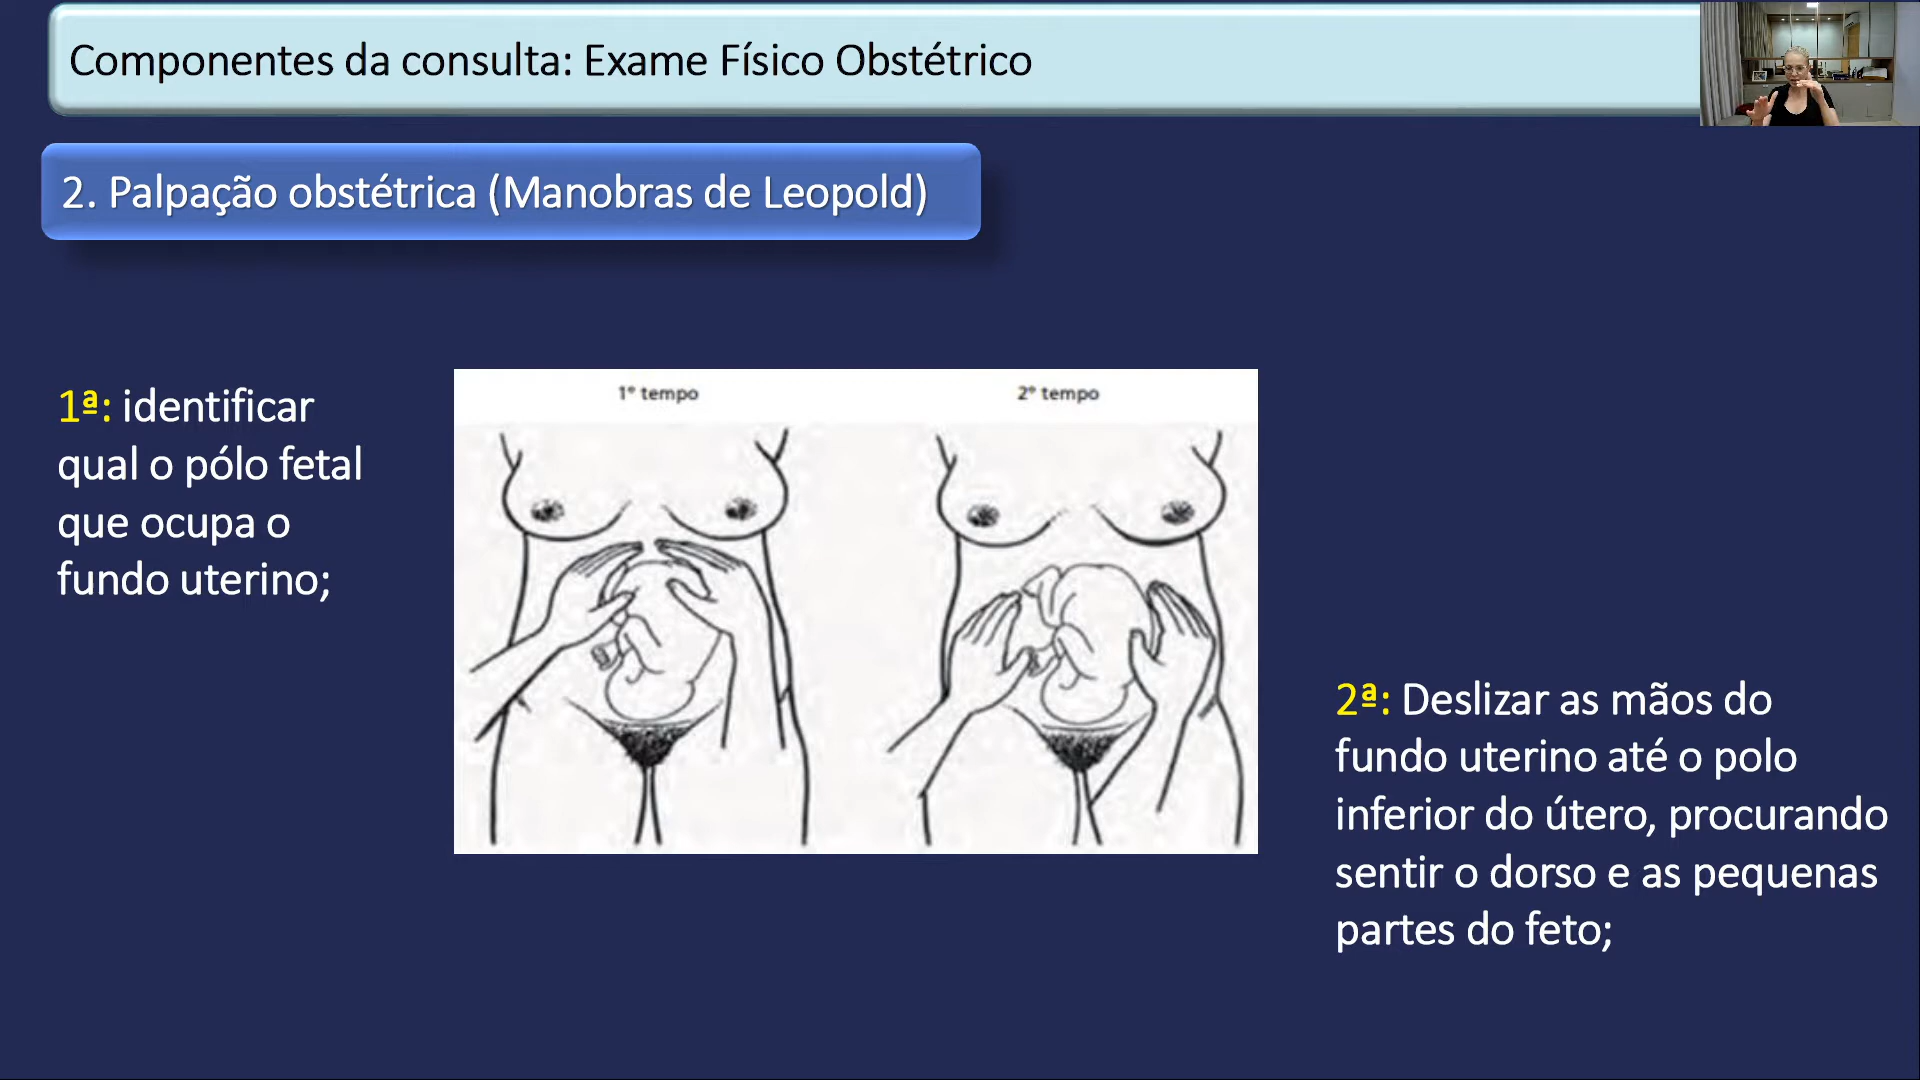 Componentes da consulta: Exame Físico Obstétrico
2. Palpação obstétrica (Manobras de Leopold)
1ª: identificar
qual o pólo fetal
que ocupa o
fundo uterino;
1º tempo
2º tempo
2ª: Deslizar as mãos do
fundo uterino até o polo
inferior do útero, procurando
sentir o dorso e as pequenas
partes do feto;